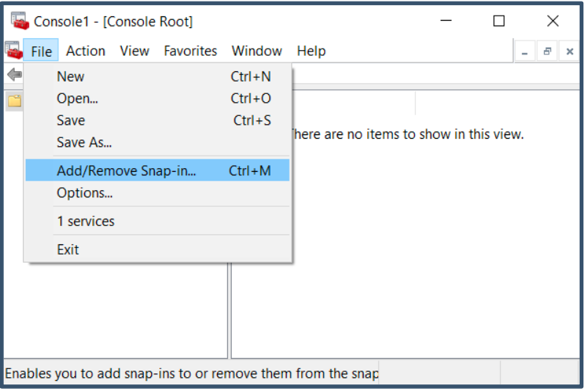 Console1 - [Console Root]
File Action View Favorites Window Help
New Ctrl+N
Open... Ctrl+O
Save Ctrl+S
Save As...
Add/Remove Snap-in... Ctrl+M
Options...
1 services
Exit
here are no items to show in this view.
Enables you to add snap-ins to or remove them from the snap